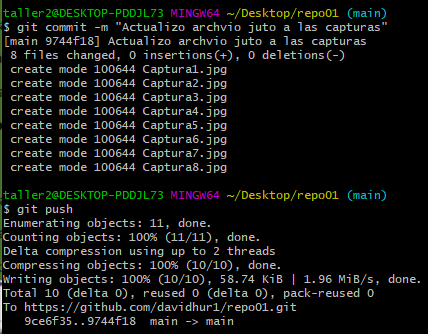 taller2@DESKTOP-PDDJL73 MINGW64 ~/Desktop/repo01 (main)
$ git commit -m "Actualizo archvio juto a las capturas"
[main 9744f18] Actualizo archvio juto a las capturas
 8 files changed, 0 insertions(+), 0 deletions(-)
 create mode 100644 Captura1.jpg
 create mode 100644 Captura2.jpg
 create mode 100644 Captura3.jpg
 create mode 100644 Captura4.jpg
 create mode 100644 Captura5.jpg
 create mode 100644 Captura6.jpg
 create mode 100644 Captura7.jpg
 create mode 100644 Captura8.jpg
taller2@DESKTOP-PDDJL73 MINGW64 ~/Desktop/repo01 (main)
$ git push
Enumerating objects: 11, done.
Counting objects: 100% (11/11), done.
Delta compression using up to 2 threads
Compressing objects: 100% (10/10), done.
Writing objects: 100% (10/10), 58.74 KiB | 1.96 MiB/s, done.
Total 10 (delta 0), reused 0 (delta 0), pack-reused 0
To https://github.com/davidhur1/repo01.git
   9ce6f35..9744f18  main -> main